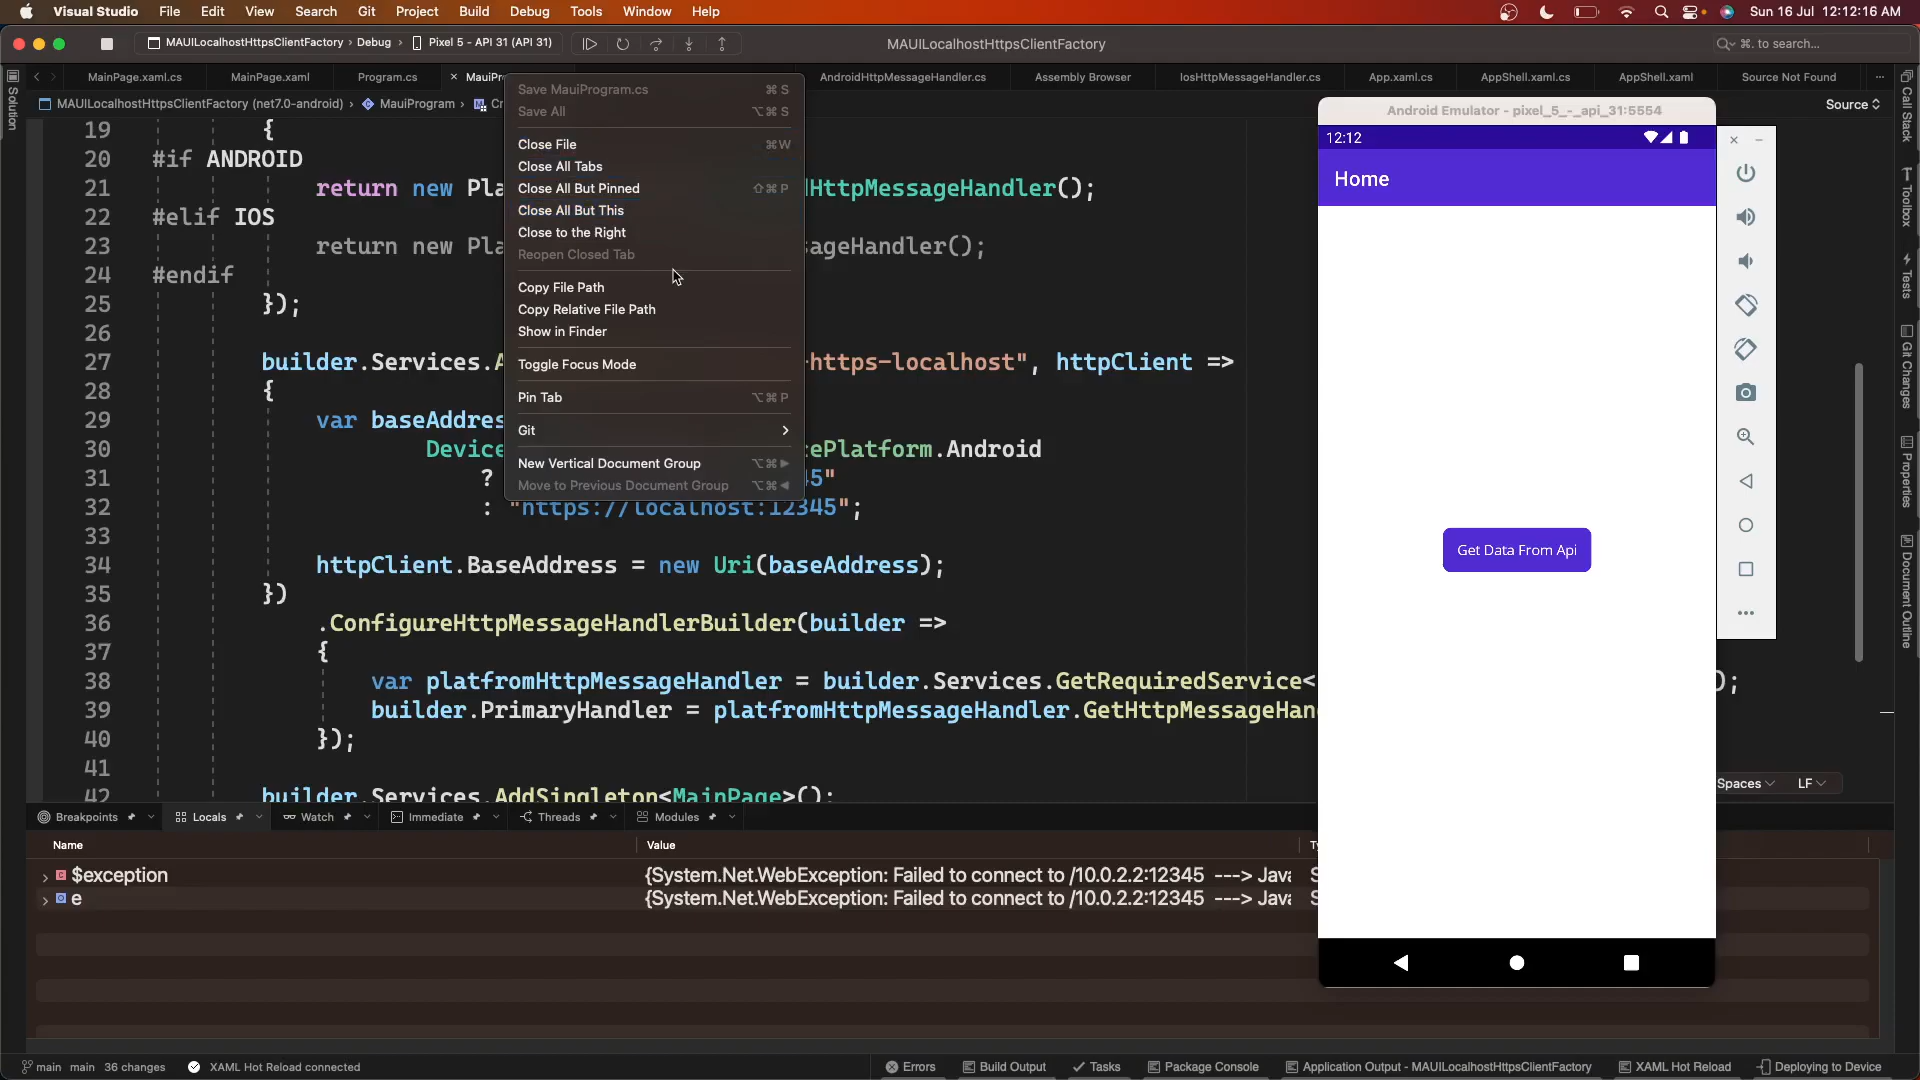 Visual Studio File Edit View Search Git Project Build Debug Tools Window Help Sun 16 Jul 12:12:16 AM
MAUILocalhostHttpsClientFactory › Debug › Pixel 5 - API 31 (API 31) MAUILocalhostHttpsClientFactory ⌘. to search...
MainPage.xaml.cs MainPage.xaml Program.cs × MauiPr AndroidHttpMessageHandler.cs Assembly Browser IosHttpMessageHandler.cs App.xaml.cs AppShell.xaml.cs AppShell.xaml Source Not Found ...
MAUILocalhostHttpsClientFactory (net7.0-android) › MauiProgram › Cr Source
Solution
19 {
20 #if ANDROID
21 return new Pla HttpMessageHandler();
22 #elif IOS
23 return new Pla ageHandler();
24 #endif
25 });
26
27 builder.Services.A -https-localhost", httpClient =>
28 {
29 var baseAddres
30 Device cePlatform.Android
31 ? 45"
32 : "https://localhost:12345";
33
34 httpClient.BaseAddress = new Uri(baseAddress);
35 })
36 .ConfigureHttpMessageHandlerBuilder(builder =>
37 {
38 var platfromHttpMessageHandler = builder.Services.GetRequiredService< );
39 builder.PrimaryHandler = platfromHttpMessageHandler.GetHttpMessageHan
40 });
41
42 builder.Services.AddSingleton<MainPage>();
Save MauiProgram.cs ⌘ S
Save All ⌥⌘ S
Close File ⌘W
Close All Tabs
Close All But Pinned ⇧⌘ P
Close All But This
Close to the Right
Reopen Closed Tab
Copy File Path
Copy Relative File Path
Show in Finder
Toggle Focus Mode
Pin Tab ⌥⌘ P
Git
New Vertical Document Group ⌥⌘►
Move to Previous Document Group ⌥⌘◄
Android Emulator - pixel_5_-_api_31:5554
12:12
Home
Get Data From Api
Call Stack
Toolbox
Tests
Git Changes
Properties
Document Outline
Spaces LF
Breakpoints Locals Watch Immediate Threads Modules
Name Value Ty
$exception {System.Net.WebException: Failed to connect to /10.0.2.2:12345 ---> Java S
e {System.Net.WebException: Failed to connect to /10.0.2.2:12345 ---> Java S
main main 36 changes XAML Hot Reload connected Errors Build Output Tasks Package Console Application Output - MAUILocalhostHttpsClientFactory XAML Hot Reload Deploying to Device